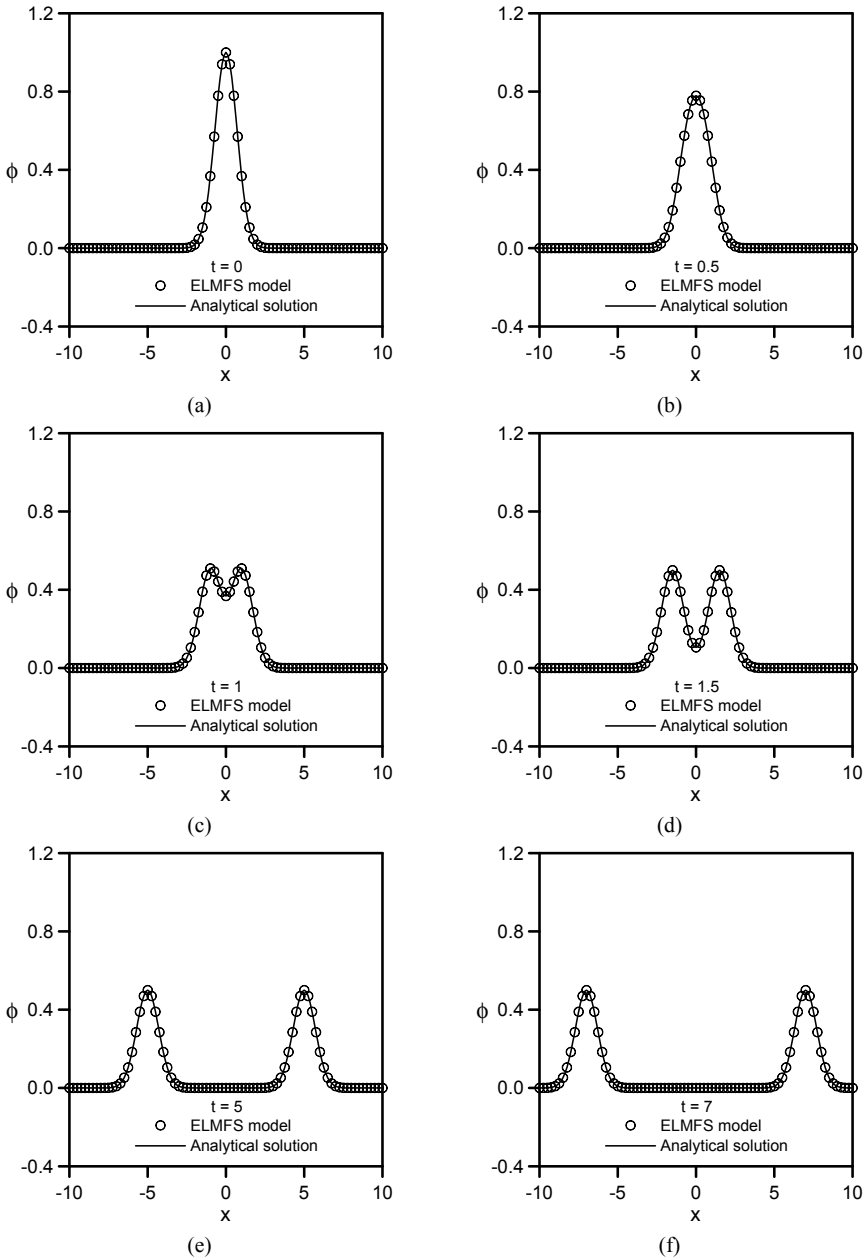 1.2
0.8
0.4
0.0
-0.4
ϕ
t = 0
ELMFS model
Analytical solution
-10 -5 0 5 10
x
(a)
1.2
0.8
0.4
0.0
-0.4
ϕ
t = 0.5
ELMFS model
Analytical solution
-10 -5 0 5 10
x
(b)
1.2
0.8
0.4
0.0
-0.4
ϕ
t = 1
ELMFS model
Analytical solution
-10 -5 0 5 10
x
(c)
1.2
0.8
0.4
0.0
-0.4
ϕ
t = 1.5
ELMFS model
Analytical solution
-10 -5 0 5 10
x
(d)
1.2
0.8
0.4
0.0
-0.4
ϕ
t = 5
ELMFS model
Analytical solution
-10 -5 0 5 10
x
(e)
1.2
0.8
0.4
0.0
-0.4
ϕ
t = 7
ELMFS model
Analytical solution
-10 -5 0 5 10
x
(f)